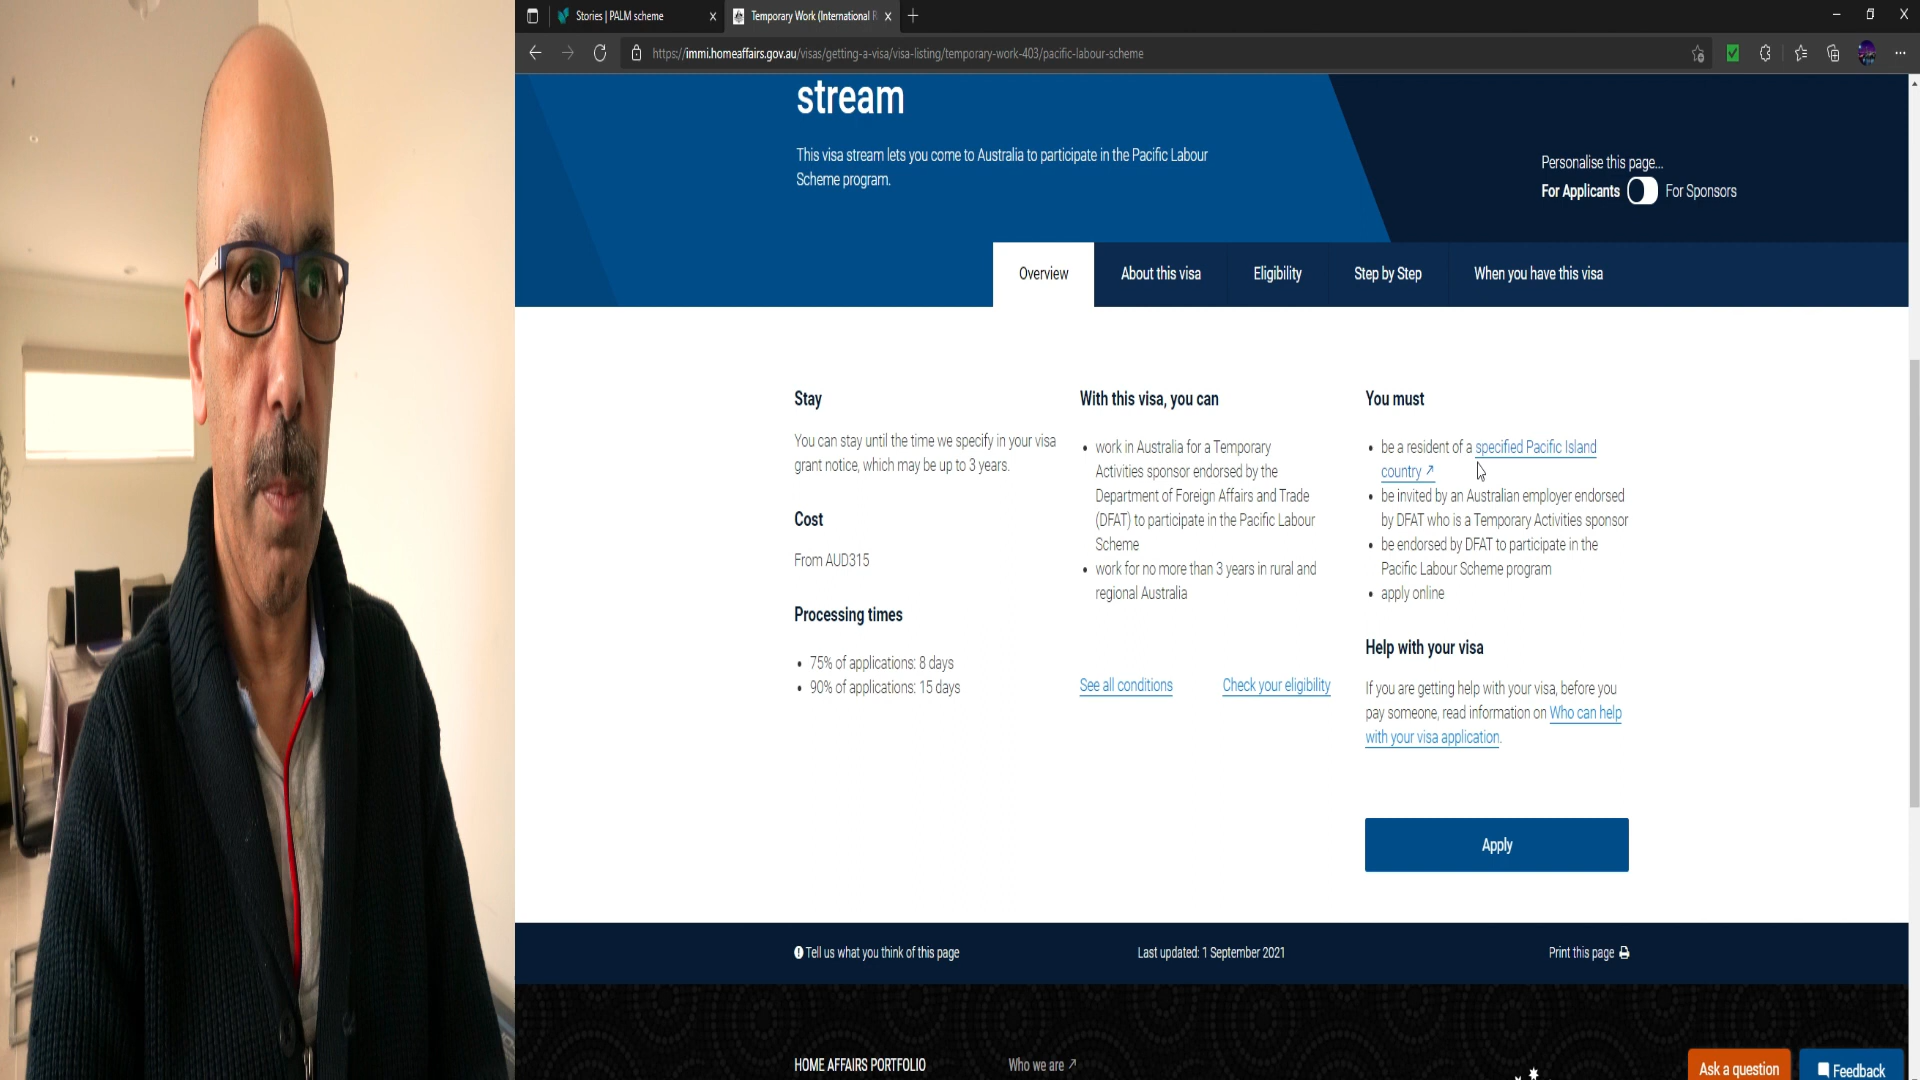 Stories | PALM scheme
Temporary Work (International R
https://immi.homeaffairs.gov.au/visas/getting-a-visa/visa-listing/temporary-work-403/pacific-labour-scheme
stream
This visa stream lets you come to Australia to participate in the Pacific Labour
Scheme program.
Personalise this page...
For Applicants For Sponsors
Overview
About this visa
Eligibility
Step by Step
When you have this visa
Stay
You can stay until the time we specify in your visa
grant notice, which may be up to 3 years.
Cost
From AUD315
Processing times
• 75% of applications: 8 days
• 90% of applications: 15 days
With this visa, you can
• work in Australia for a Temporary
Activities sponsor endorsed by the
Department of Foreign Affairs and Trade
(DFAT) to participate in the Pacific Labour
Scheme
• work for no more than 3 years in rural and
regional Australia
See all conditions
Check your eligibility
You must
• be a resident of a specified Pacific Island
country
• be invited by an Australian employer endorsed
by DFAT who is a Temporary Activities sponsor
• be endorsed by DFAT to participate in the
Pacific Labour Scheme program
• apply online
Help with your visa
If you are getting help with your visa, before you
pay someone, read information on Who can help
with your visa application.
Apply
Tell us what you think of this page
Last updated: 1 September 2021
Print this page
HOME AFFAIRS PORTFOLIO
Who we are
Ask a question
Feedback